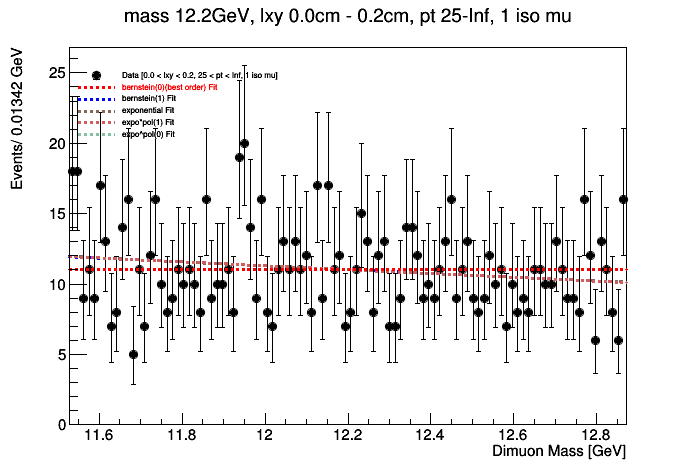 mass 12.2GeV, lxy 0.0cm - 0.2cm, pt 25-Inf, 1 iso mu
Events/ 0.01342 GeV
25
20
15
10
5
0
Data [0.0 < lxy < 0.2, 25 < pt < Inf, 1 iso mu]
bernstein(0)(best order) Fit
bernstein(1) Fit
exponential Fit
expo*pol(1) Fit
expo*pol(0) Fit
11.6 11.8 12 12.2 12.4 12.6 12.8
Dimuon Mass [GeV]